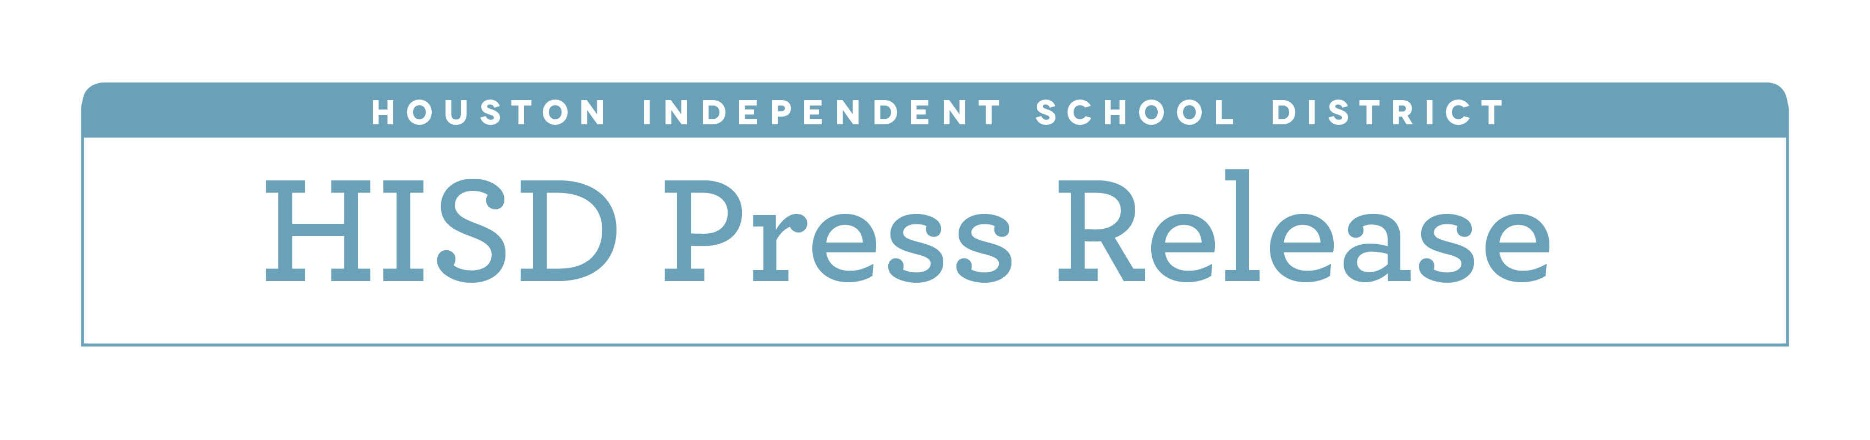 HOUSTON INDEPENDENT SCHOOL DISTRICT
HISD Press Release